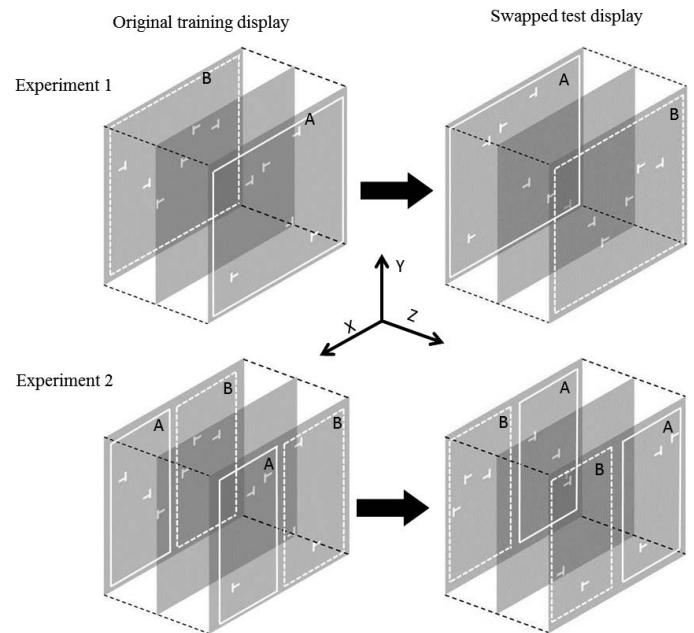 Original training display
Swapped test display
Experiment 1
B
A
A
B
Y
X
Z
Experiment 2
A
B
A
B
B
A
B
A